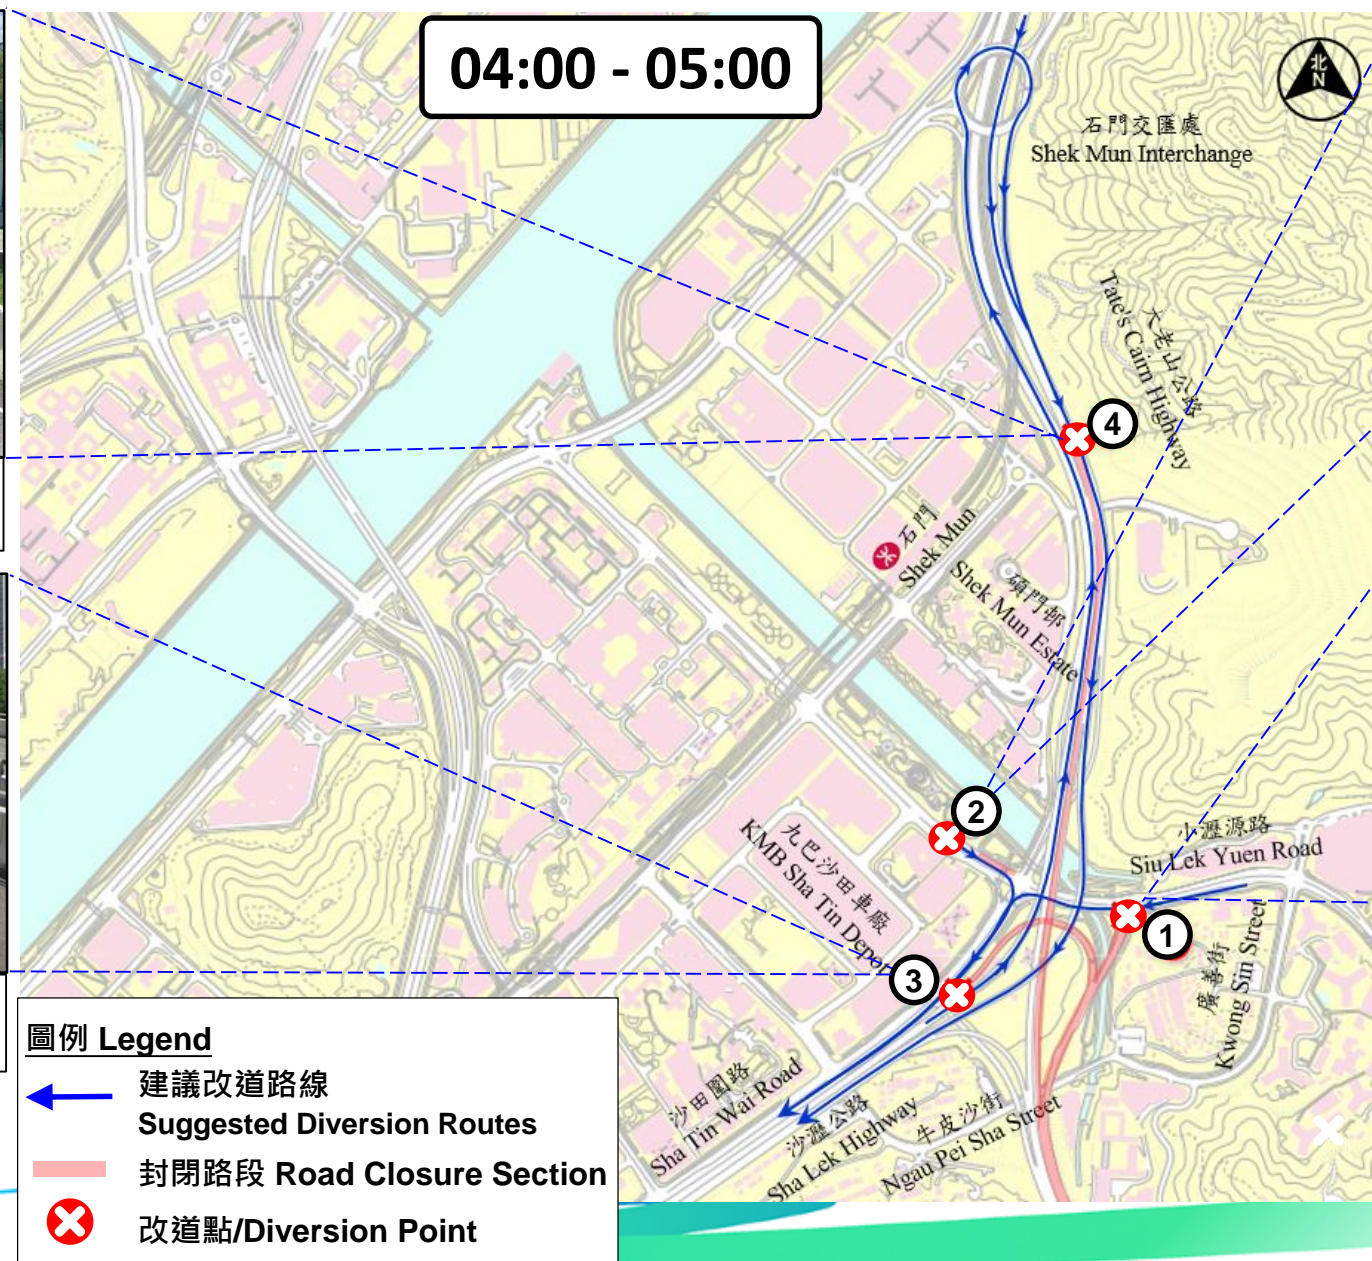 04:00 - 05:00
北
N
石門交匯處
Shek Mun Interchange
大老山公路
Tate's Cairn Highway
4
石門
Shek Mun
碩門邨
Shek Mun Estate
2
九巴沙田車廠
KMB Sha Tin Depot
小瀝源路
Siu Lek Yuen Road
1
3
廣善街
Kwong Sin Street
沙田圍路
Sha Tin Wai Road
沙瀝公路
Sha Lek Highway
牛皮沙街
Ngau Pei Sha Street
圖例 Legend
建議改道路線
Suggested Diversion Routes
封閉路段 Road Closure Section
改道點/Diversion Point